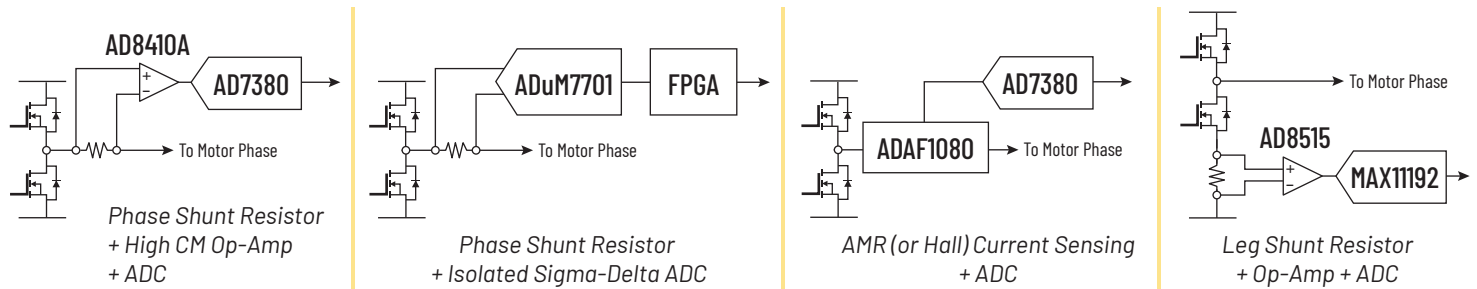 AD8410A
+
−
AD7380
To Motor Phase
Phase Shunt Resistor
+ High CM Op-Amp
+ ADC
ADuM7701
FPGA
To Motor Phase
Phase Shunt Resistor
+ Isolated Sigma-Delta ADC
AD7380
ADAF1080
To Motor Phase
AMR (or Hall) Current Sensing
+ ADC
To Motor Phase
AD8515
+
−
MAX11192
Leg Shunt Resistor
+ Op-Amp + ADC